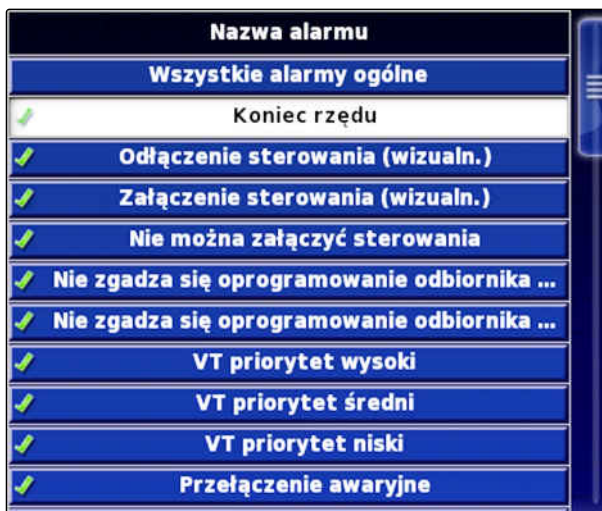 Nazwa alarmu
Wszystkie alarmy ogólne
Koniec rzędu
Odłączenie sterowania (wizualn.)
Załączenie sterowania (wizualn.)
Nie można załączyć sterowania
Nie zgadza się oprogramowanie odbiornika ...
Nie zgadza się oprogramowanie odbiornika ...
VT priorytet wysoki
VT priorytet średni
VT priorytet niski
Przełączenie awaryjne